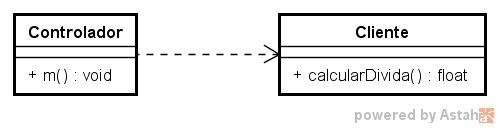 Controlador
+ m() : void
Cliente
+ calcularDivida() : float
powered by Astah